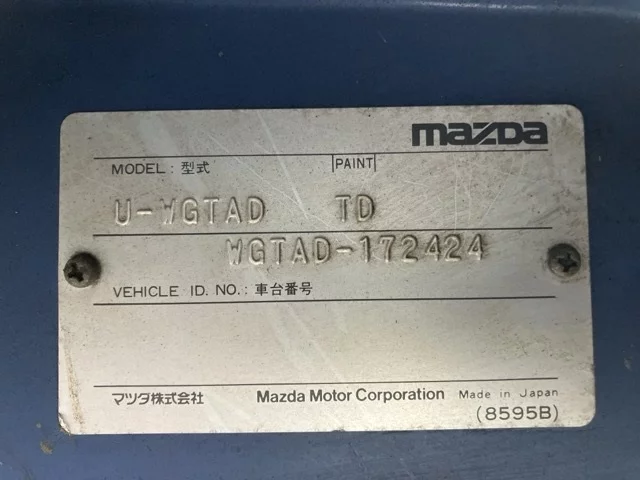 mazda
MODEL: 型式 PAINT
U-WGTAD TD
WGTAD-172424
VEHICLE ID. NO.: 車台番号
マツダ株式会社 Mazda Motor Corporation Made in Japan
(8595B)